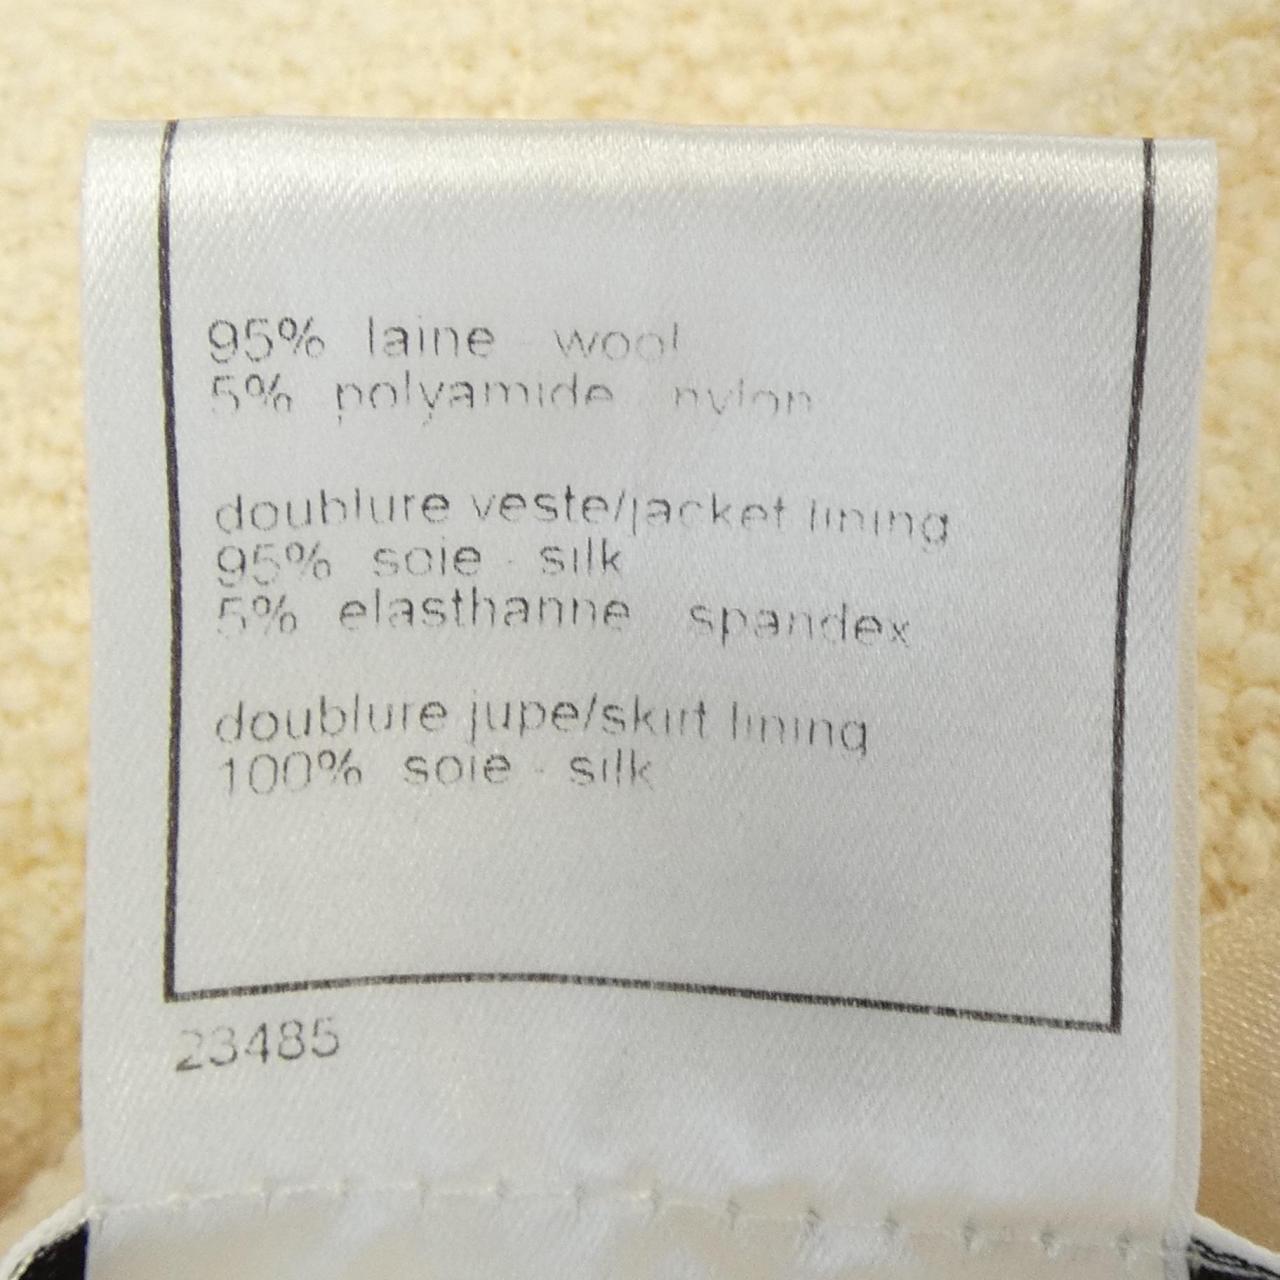 95% laine - wool
5% polyamide nylon
doublure veste/jacket lining
95% soie - silk
5% elasthanne spandex
doublure jupe/skirt lining
100% soie - silk
23485